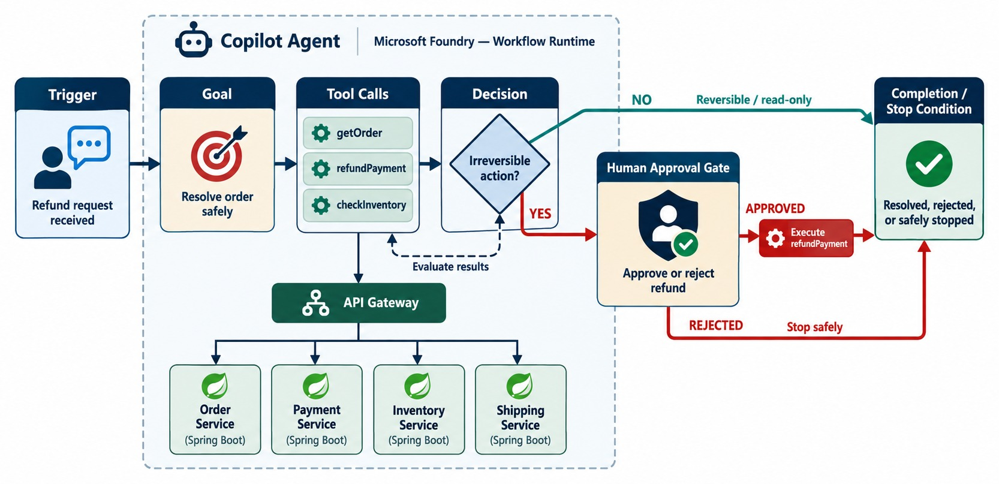 Copilot Agent
Microsoft Foundry — Workflow Runtime
Trigger
Refund request
received
Goal
Resolve order
safely
Tool Calls
getOrder
refundPayment
checkInventory
Decision
Irreversible
action?
NO
Reversible / read-only
YES
Evaluate results
Human Approval Gate
Approve or reject
refund
APPROVED
Execute
refundPayment
REJECTED
Stop safely
Completion /
Stop Condition
Resolved, rejected,
or safely stopped
API Gateway
Order
Service
(Spring Boot)
Payment
Service
(Spring Boot)
Inventory
Service
(Spring Boot)
Shipping
Service
(Spring Boot)